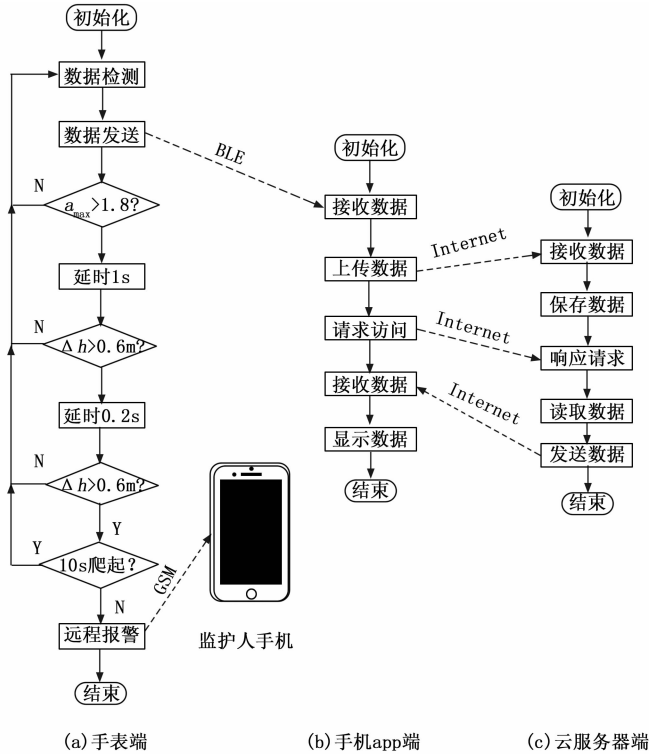 初始化
数据检测
数据发送
N
a_max>1.8?
延时1s
N
Δh>0.6m?
延时0.2s
N
Δh>0.6m?
Y
Y
10s爬起?
N
远程报警
结束
BLE
GSM
监护人手机
初始化
接收数据
上传数据
请求访问
接收数据
显示数据
结束
Internet
Internet
Internet
初始化
接收数据
保存数据
响应请求
读取数据
发送数据
结束
(a)手表端
(b)手机app端
(c)云服务器端